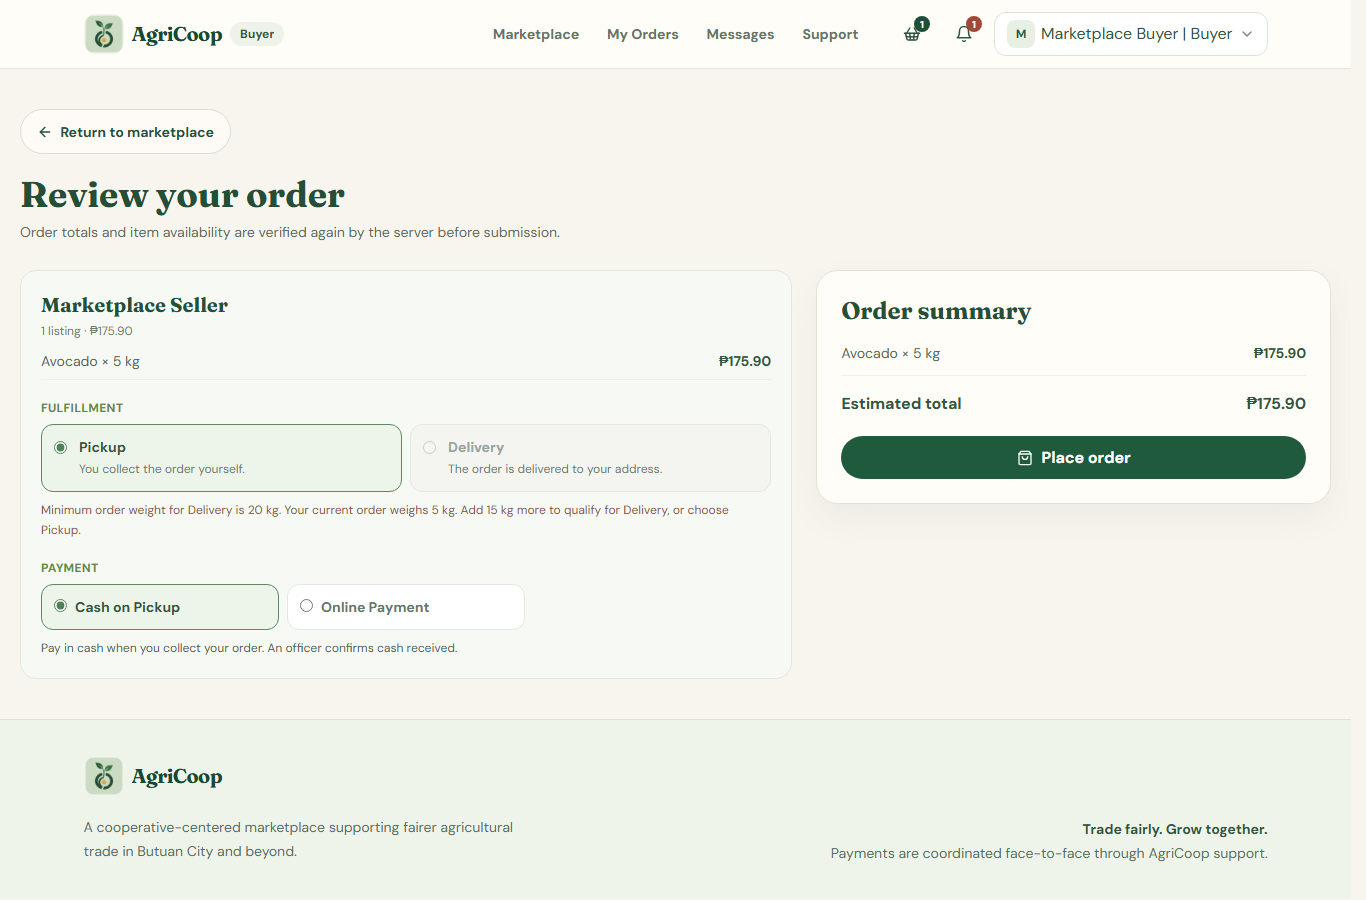 AgriCoop
Buyer
Marketplace
My Orders
Messages
Support
1
1
M
Marketplace Buyer | Buyer
Return to marketplace
Review your order
Order totals and item availability are verified again by the server before submission.
Marketplace Seller
1 listing · ₱175.90
Avocado × 5 kg ₱175.90
FULFILLMENT
Pickup
You collect the order yourself.
Delivery
The order is delivered to your address.
Minimum order weight for Delivery is 20 kg. Your current order weighs 5 kg. Add 15 kg more to qualify for Delivery, or choose
Pickup.
PAYMENT
Cash on Pickup
Online Payment
Pay in cash when you collect your order. An officer confirms cash received.
Order summary
Avocado × 5 kg ₱175.90
Estimated total ₱175.90
Place order
AgriCoop
A cooperative-centered marketplace supporting fairer agricultural
trade in Butuan City and beyond.
Trade fairly. Grow together.
Payments are coordinated face-to-face through AgriCoop support.